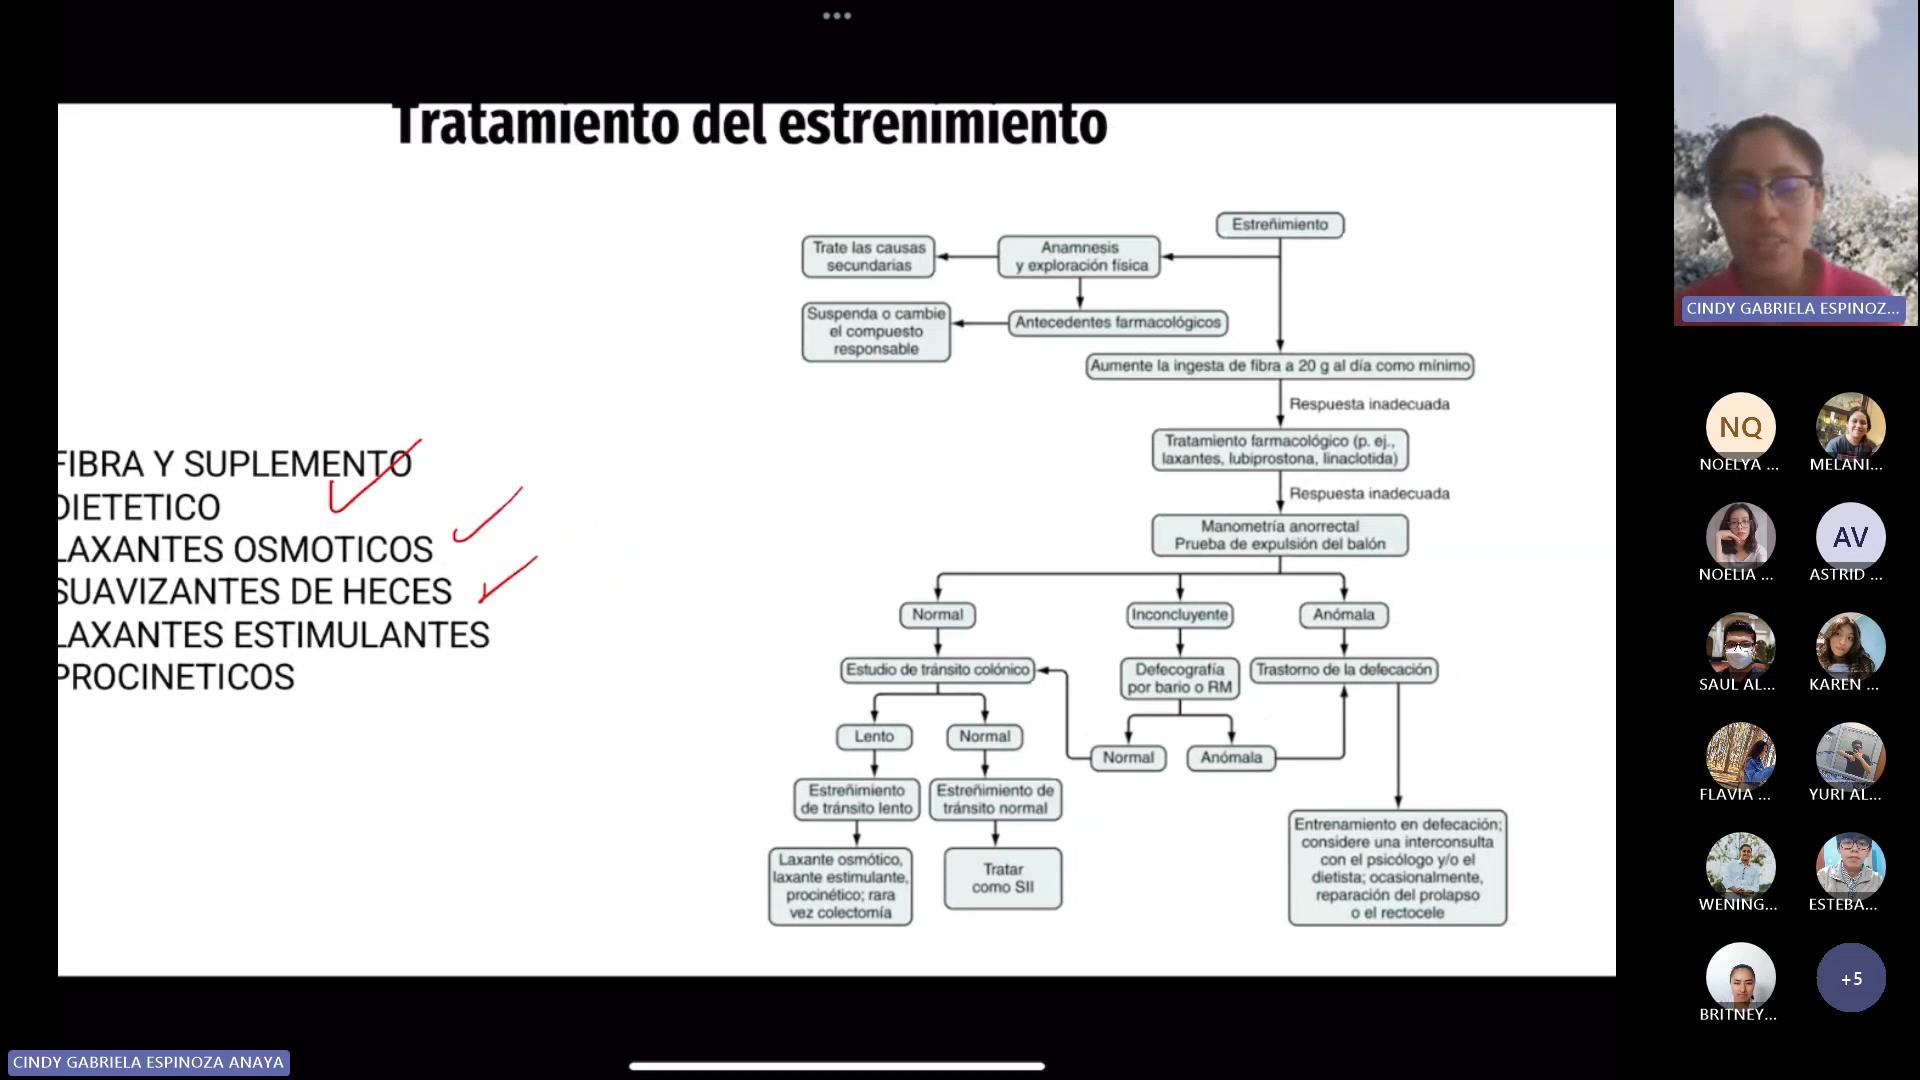 Tratamiento del estreñimiento
FIBRA Y SUPLEMENTO
DIETETICO
LAXANTES OSMOTICOS
SUAVIZANTES DE HECES
LAXANTES ESTIMULANTES
PROCINETICOS
Estreñimiento
Anamnesis
y exploración física
Trate las causas
secundarias
Antecedentes farmacológicos
Suspenda o cambie
el compuesto
responsable
Aumente la ingesta de fibra a 20 g al día como mínimo
Respuesta inadecuada
Tratamiento farmacológico (p. ej.,
laxantes, lubiprostona, linaclotida)
Respuesta inadecuada
Manometría anorrectal
Prueba de expulsión del balón
Normal
Inconcluyente
Anómala
Estudio de tránsito colónico
Defecografía
por bario o RM
Trastorno de la defecación
Lento
Normal
Normal
Anómala
Estreñimiento
de tránsito lento
Estreñimiento de
tránsito normal
Laxante osmótico,
laxante estimulante,
procinético; rara
vez colectomía
Tratar
como SII
Entrenamiento en defecación;
considere una interconsulta
con el psicólogo y/o el
dietista; ocasionalmente,
reparación del prolapso
o el rectocele
CINDY GABRIELA ESPINOZ...
NQ
NOELYA ...
MELANI...
NOELIA ...
AV
ASTRID ...
SAUL AL...
KAREN ...
FLAVIA ...
YURI AL...
WENING...
ESTEBA...
BRITNEY...
+5
CINDY GABRIELA ESPINOZA ANAYA